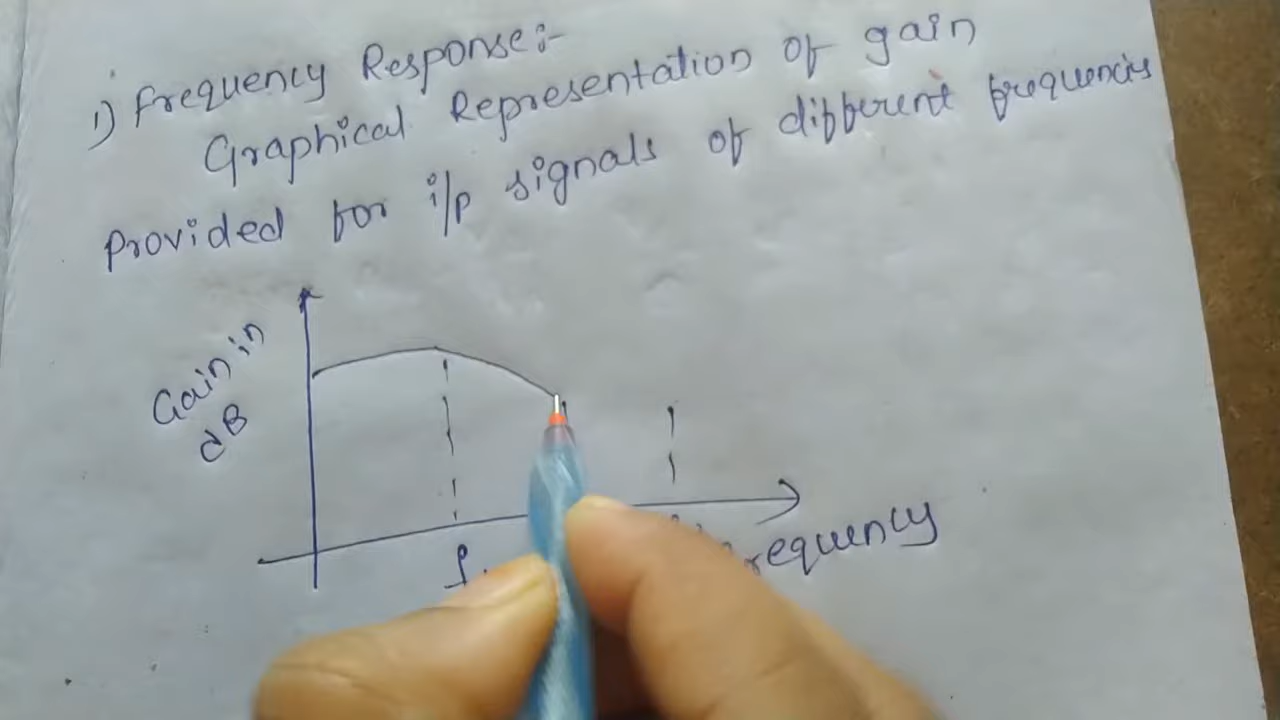 1) Frequency Response:-
Graphical Representation of gain
Provided for i/p signals of different frequencies
Gain in
dB
f
requency